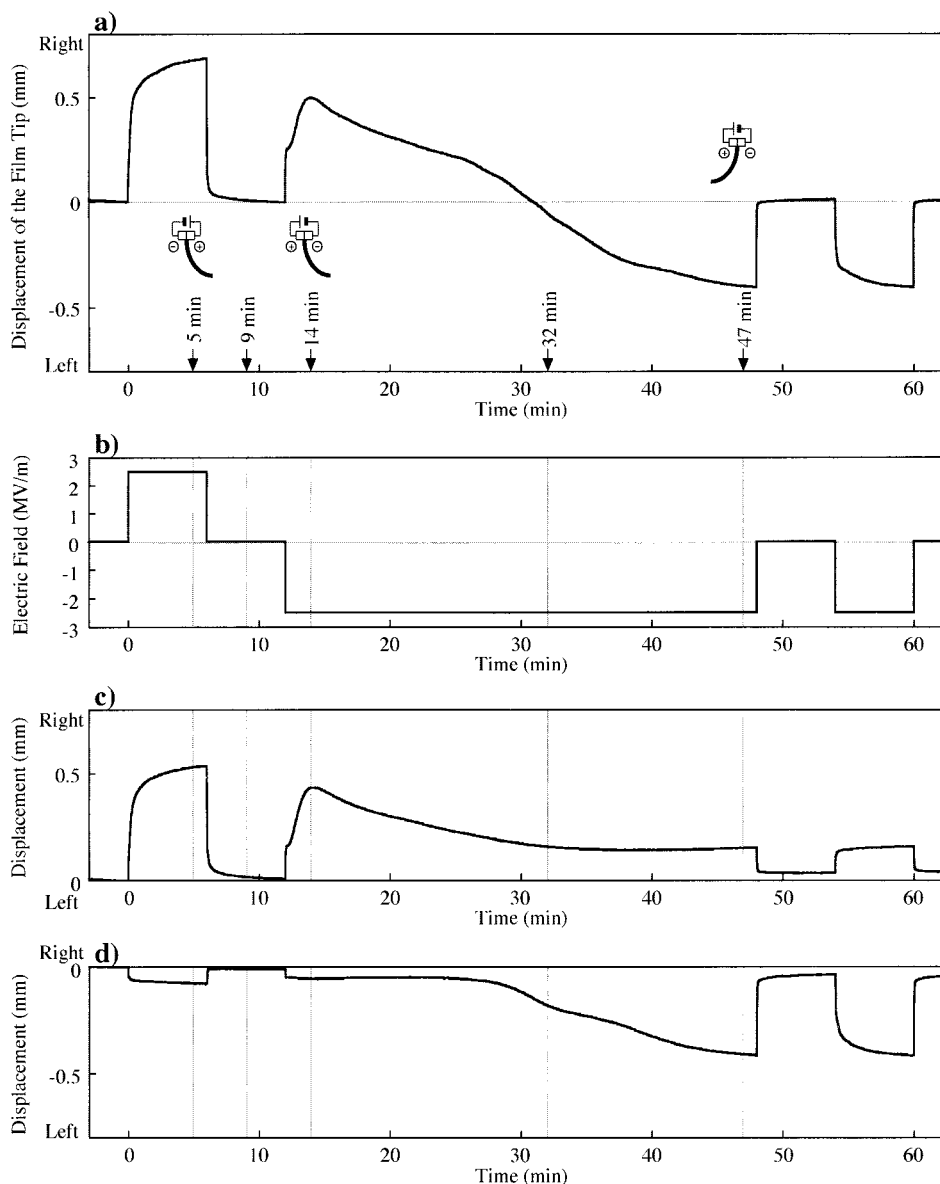 a)
Right
0.5
0
-0.5
Left
Displacement of the Film Tip (mm)
⊖ ⊕
⊕ ⊖
⊕ ⊖
5 min
9 min
14 min
32 min
47 min
0 10 20 30 40 50 60
Time (min)
b)
3
2
1
0
-1
-2
-3
Electric Field (MV/m)
0 10 20 30 40 50 60
Time (min)
c)
Right
0.5
0
Left
Displacement (mm)
0 10 20 30 40 50 60
Time (min)
d)
Right
0
-0.5
Left
Displacement (mm)
0 10 20 30 40 50 60
Time (min)